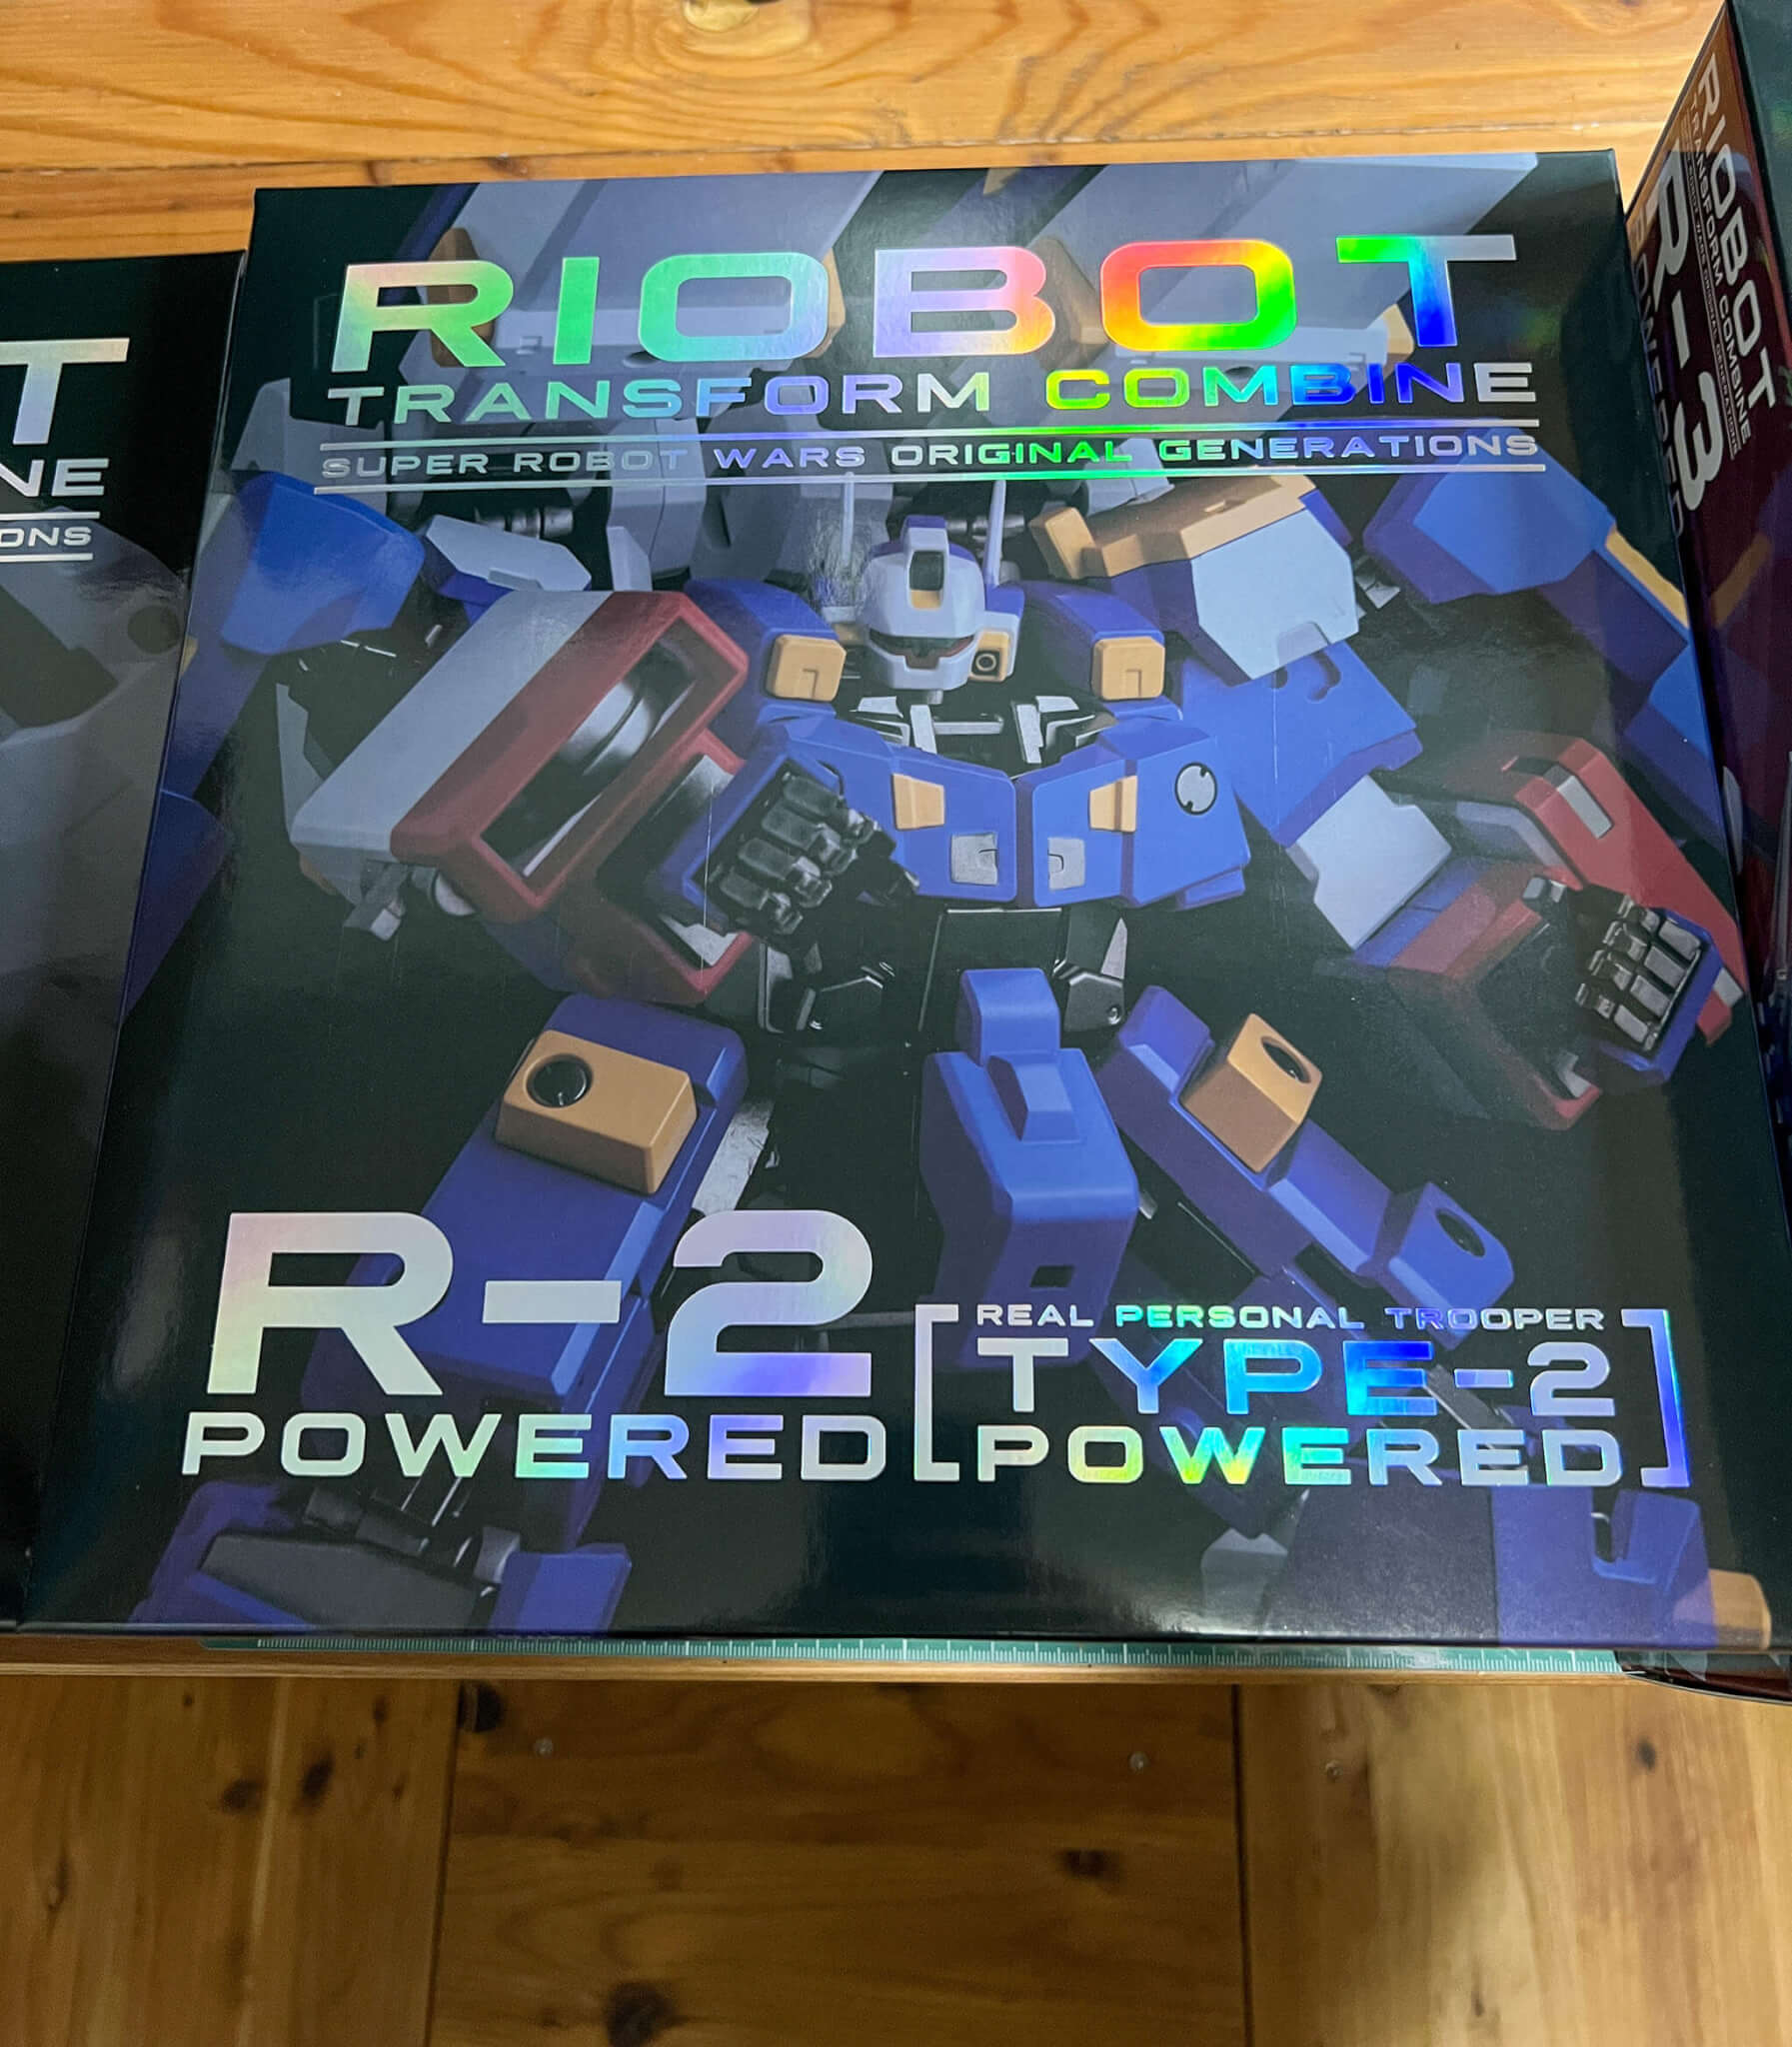 RIOBOT
TRANSFORM COMBINE
SUPER ROBOT WARS ORIGINAL GENERATIONS
R-2
POWERED
REAL PERSONAL TROOPER
TYPE-2
POWERED
T
NE
ONS
RIOBOT
TRANSFORM COMBINE
R-3